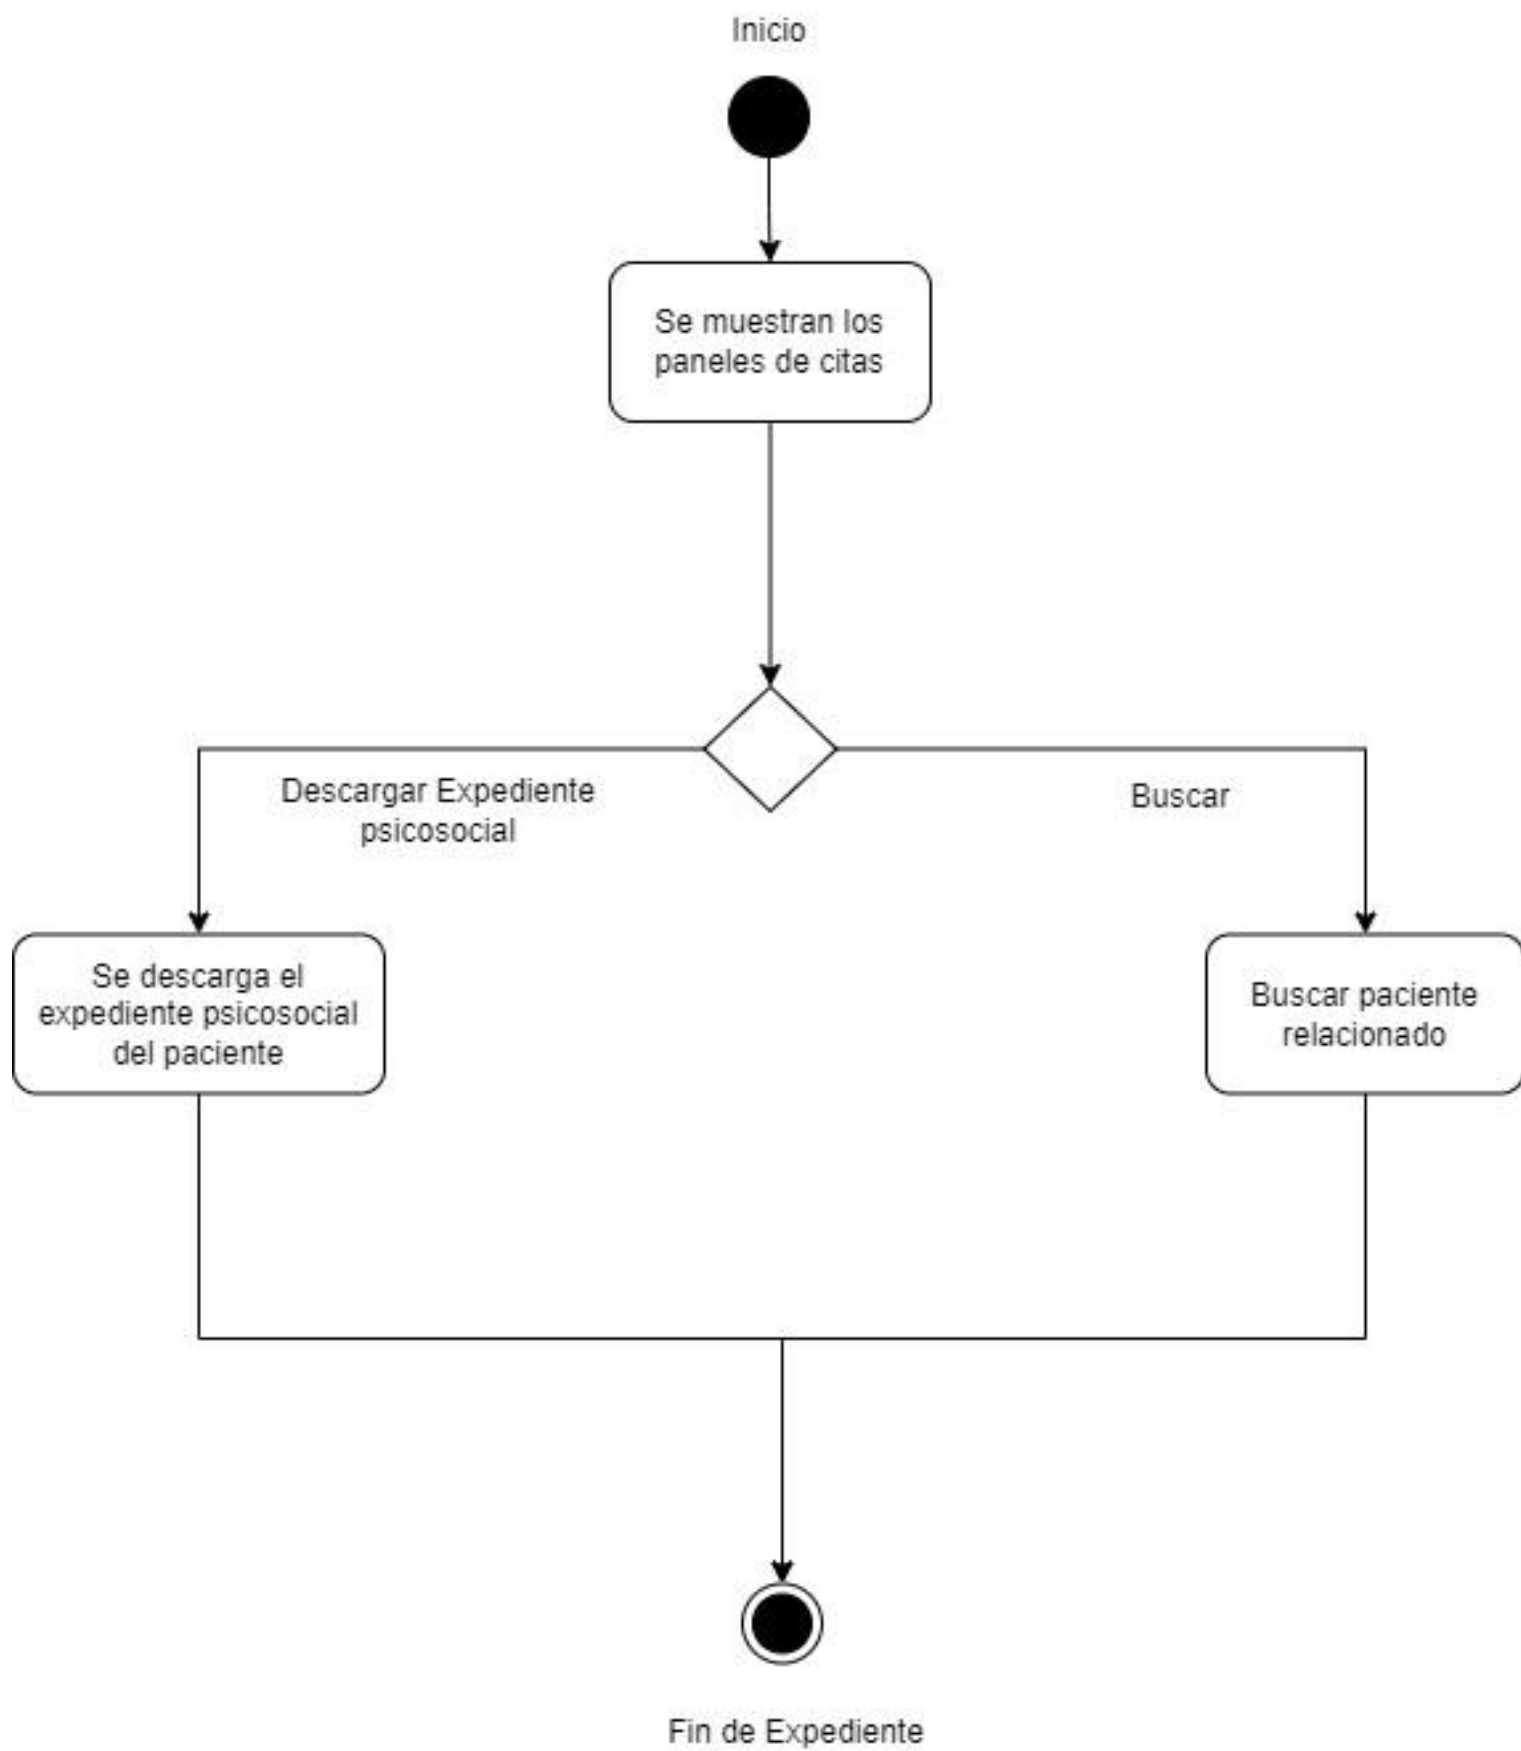 Inicio
Se muestran los
paneles de citas
Descargar Expediente
psicosocial
Buscar
Se descarga el
expediente psicosocial
del paciente
Buscar paciente
relacionado
Fin de Expediente